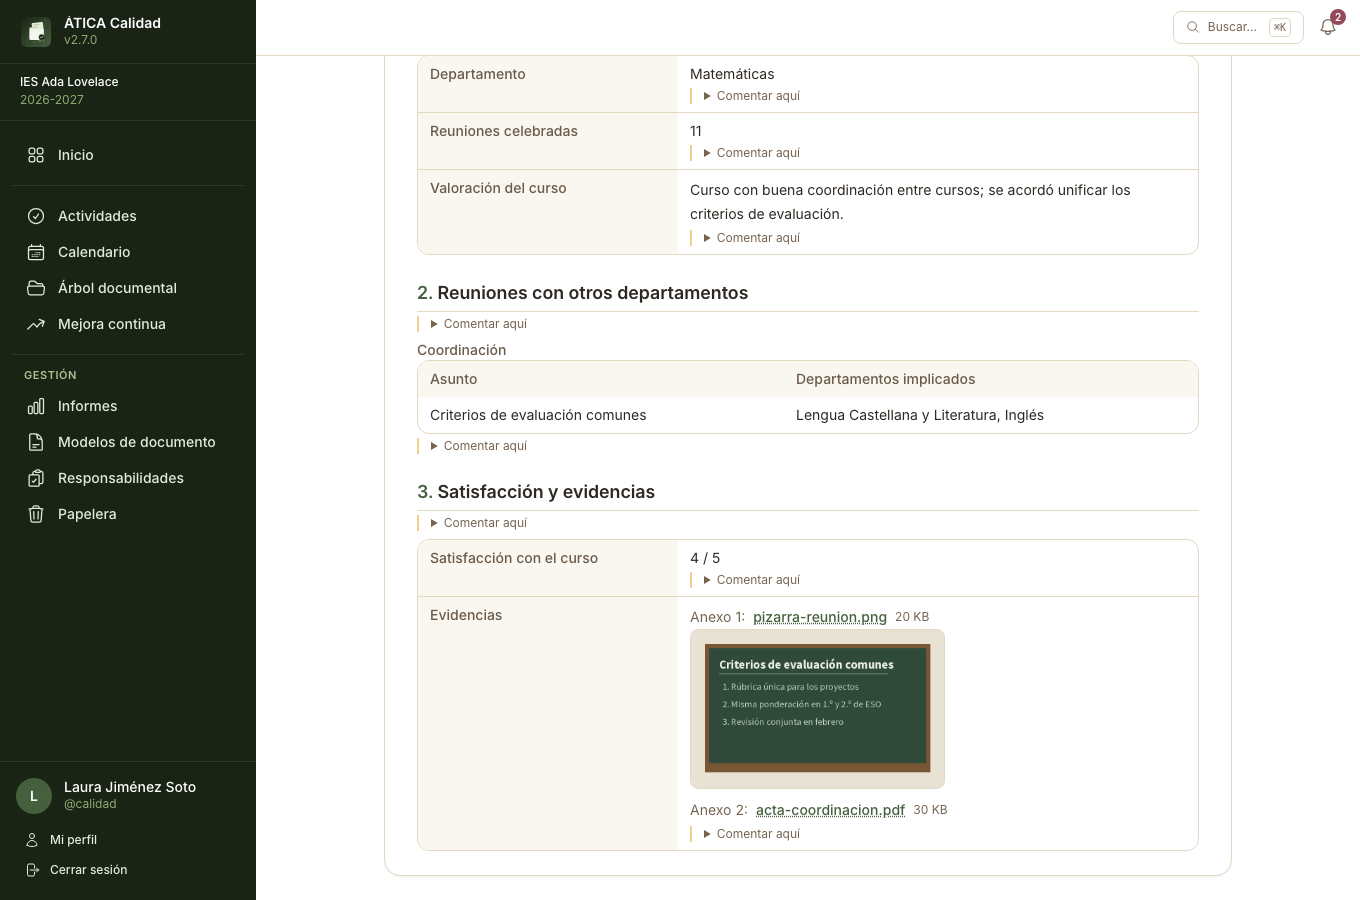 ÁTICA Calidad
v2.7.0
IES Ada Lovelace
2026-2027
Inicio
Actividades
Calendario
Árbol documental
Mejora continua
GESTIÓN
Informes
Modelos de documento
Responsabilidades
Papelera
L
Laura Jiménez Soto
@calidad
Mi perfil
Cerrar sesión
Buscar... ⌘K
2
Departamento
Matemáticas
Comentar aquí
Reuniones celebradas
11
Comentar aquí
Valoración del curso
Curso con buena coordinación entre cursos; se acordó unificar los
criterios de evaluación.
Comentar aquí
2. Reuniones con otros departamentos
Comentar aquí
Coordinación
Asunto Departamentos implicados
Criterios de evaluación comunes Lengua Castellana y Literatura, Inglés
Comentar aquí
3. Satisfacción y evidencias
Comentar aquí
Satisfacción con el curso
4 / 5
Comentar aquí
Evidencias
Anexo 1: pizarra-reunion.png 20 KB
Criterios de evaluación comunes
1. Rúbrica única para los proyectos
2. Misma ponderación en 1.º y 2.º de ESO
3. Revisión conjunta en febrero
Anexo 2: acta-coordinacion.pdf 30 KB
Comentar aquí